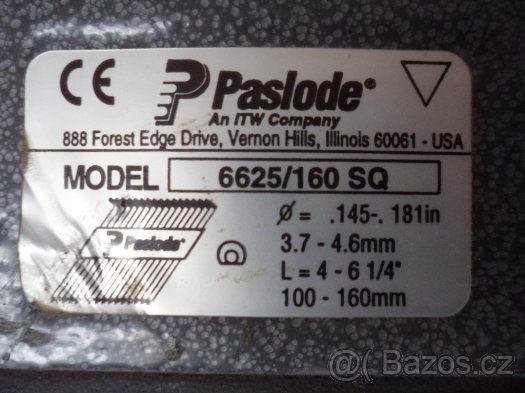 CE Paslode®
An ITW Company
888 Forest Edge Drive, Vernon Hills, Illinois 60061 - USA
MODEL 6625/160 SQ
Ø = .145-.181in
Paslode® 3.7 - 4.6mm
L = 4 - 6 1/4"
100 - 160mm
Bazos.cz